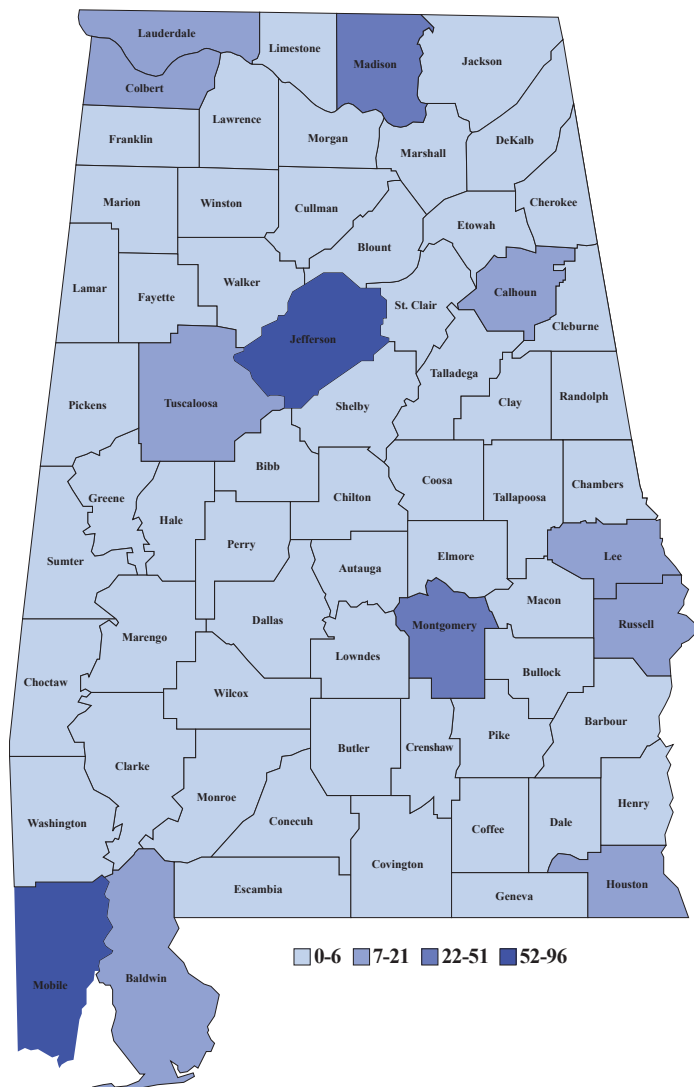 Lauderdale
Limestone
Madison
Jackson
Colbert
Lawrence
Franklin
Morgan
Marshall
DeKalb
Marion
Winston
Cullman
Cherokee
Etowah
Blount
Lamar
Fayette
Walker
St. Clair
Calhoun
Cleburne
Jefferson
Talladega
Pickens
Tuscaloosa
Shelby
Clay
Randolph
Bibb
Greene
Hale
Chilton
Coosa
Tallapoosa
Chambers
Sumter
Perry
Autauga
Elmore
Lee
Macon
Marengo
Dallas
Montgomery
Russell
Choctaw
Lowndes
Bullock
Wilcox
Barbour
Clarke
Butler
Crenshaw
Pike
Washington
Monroe
Conecuh
Coffee
Dale
Henry
Covington
Escambia
Geneva
Houston
Mobile
Baldwin
0-6 7-21 22-51 52-96